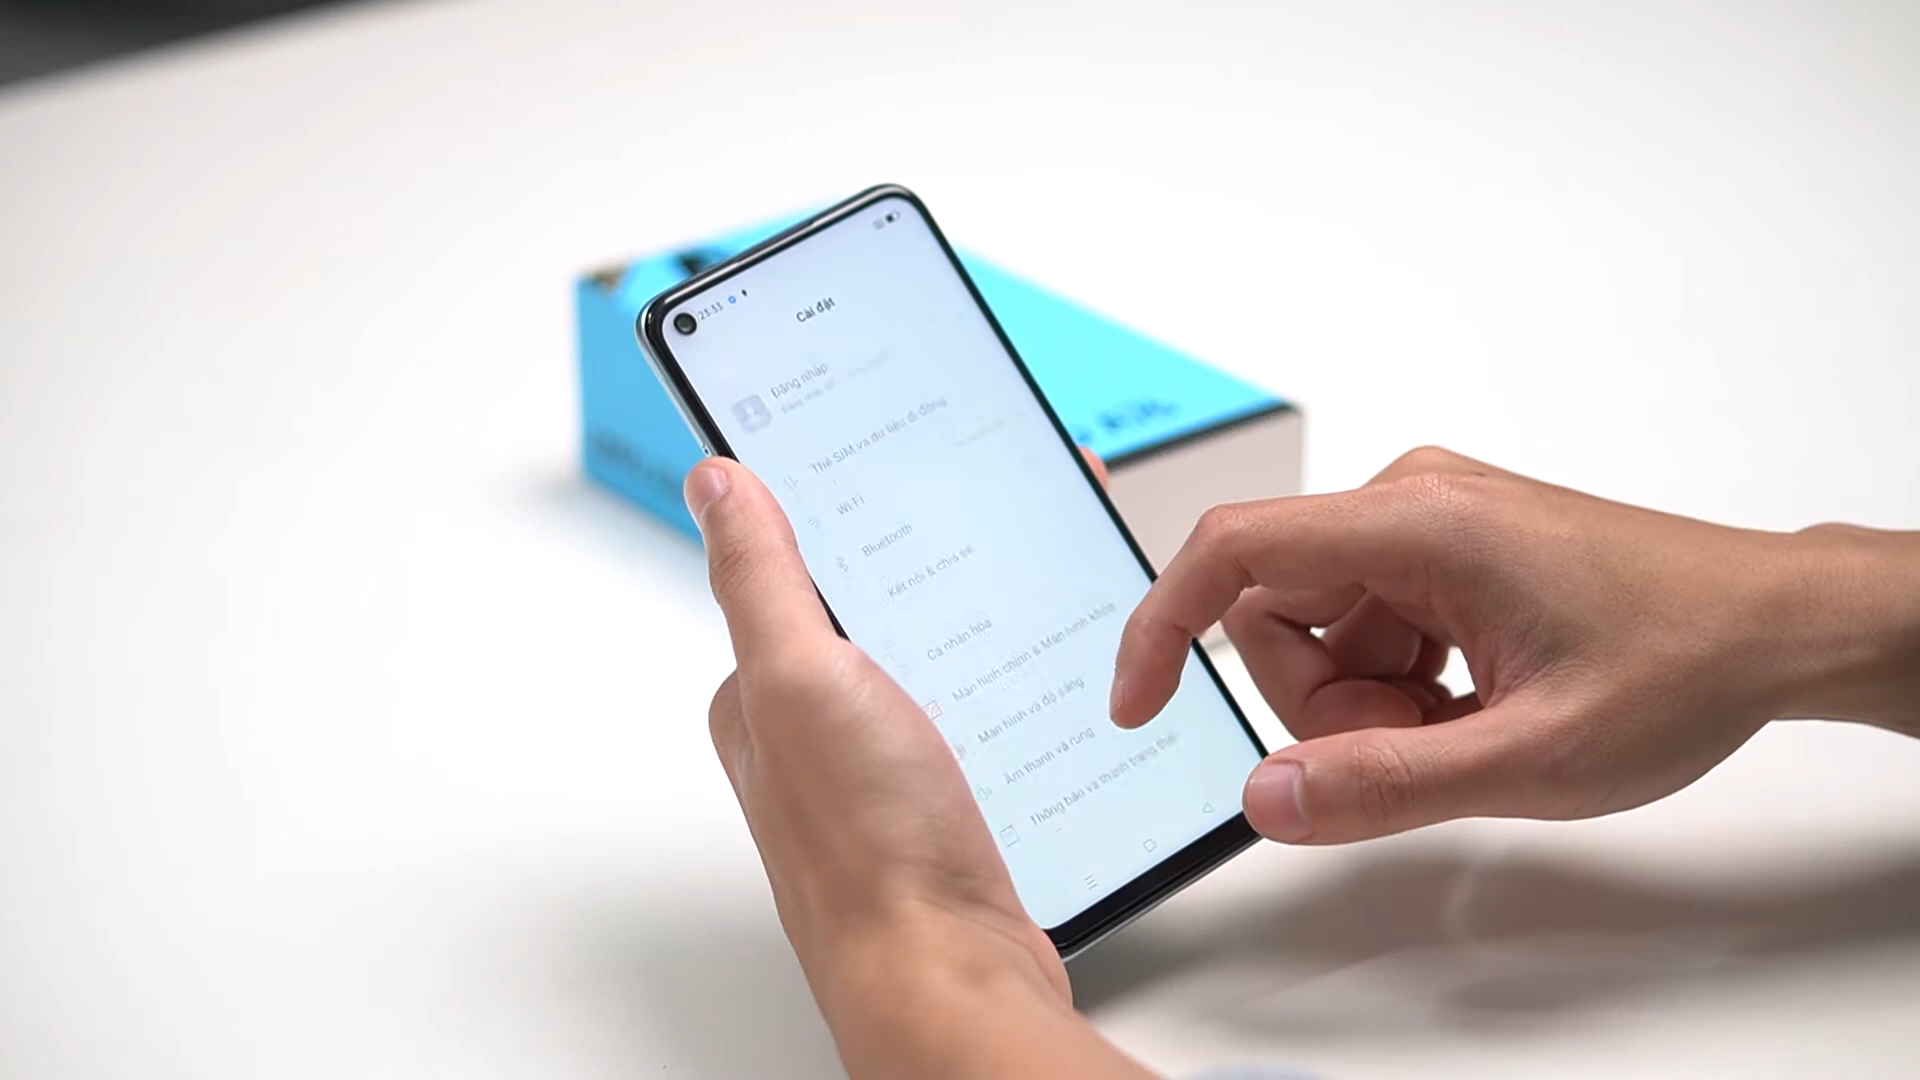 23:33
Cài đặt
Đăng nhập
Thẻ SIM và dữ liệu di động
Wi-Fi
Bluetooth
Kết nối & chia sẻ
Cá nhân hóa
Màn hình chính & Màn hình khóa
Màn hình và độ sáng
Âm thanh và rung
Thông báo và thanh trạng thái